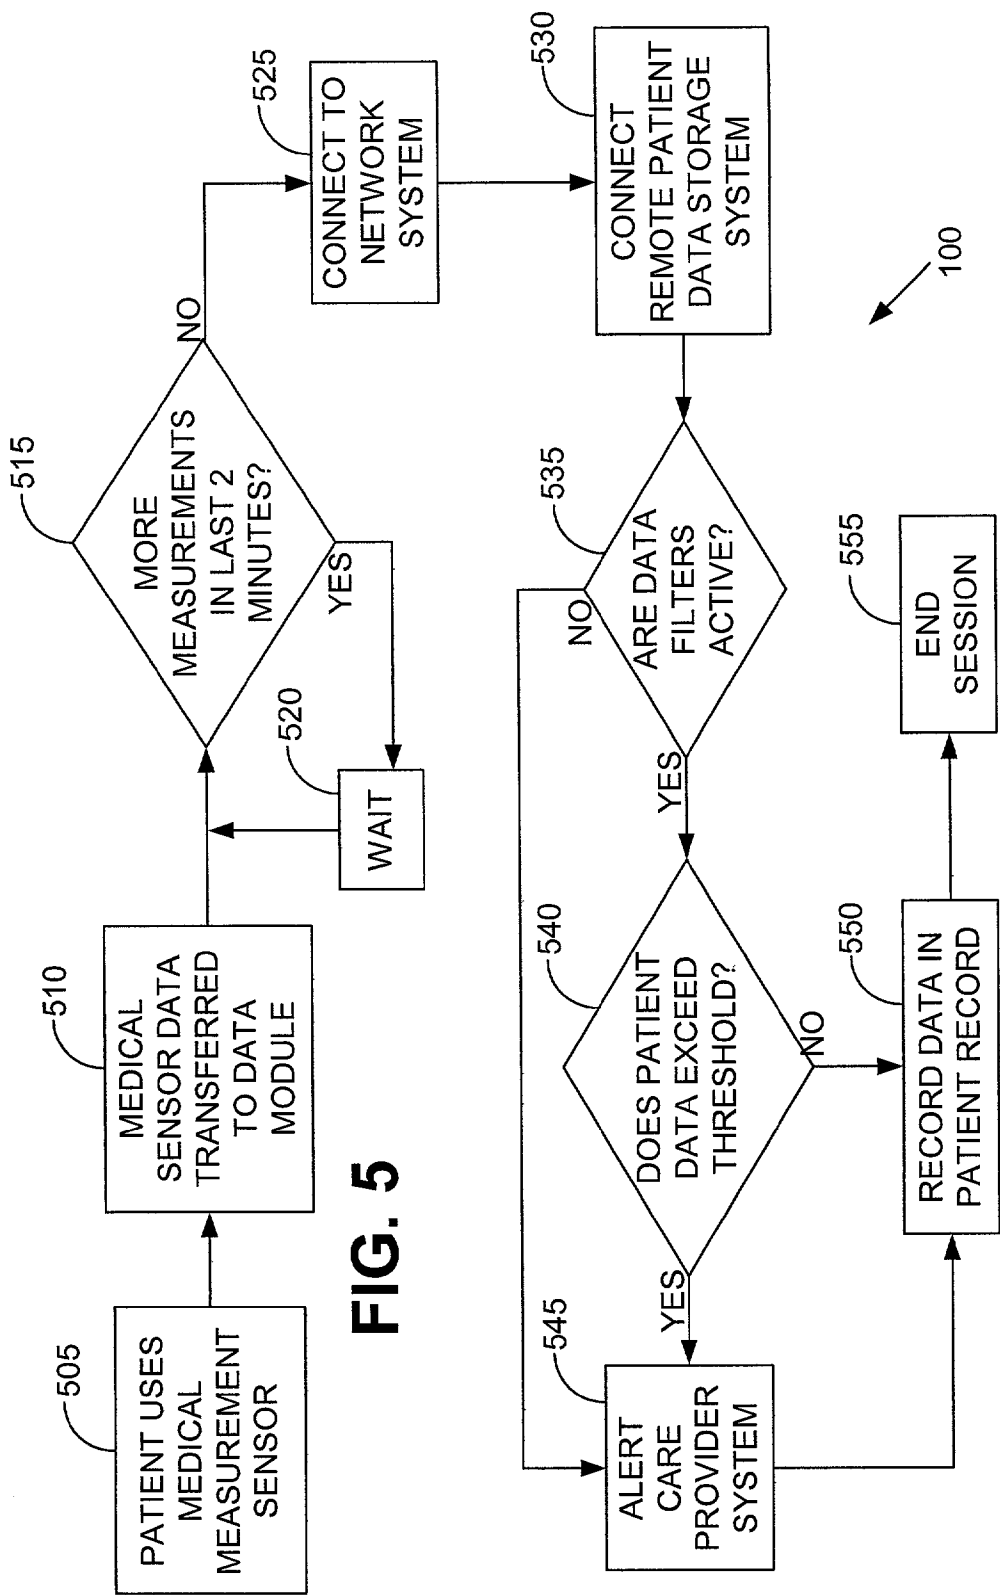 505
PATIENT USES
MEDICAL
MEASUREMENT
SENSOR
510
MEDICAL
SENSOR DATA
TRANSFERRED
TO DATA
MODULE
515
MORE
MEASUREMENTS
IN LAST 2
MINUTES?
NO
YES
520
WAIT
525
CONNECT TO
NETWORK
SYSTEM
FIG. 5
530
CONNECT
REMOTE PATIENT
DATA STORAGE
SYSTEM
535
ARE DATA
FILTERS
ACTIVE?
NO
YES
540
DOES PATIENT
DATA EXCEED
THRESHOLD?
YES
NO
545
ALERT
CARE
PROVIDER
SYSTEM
550
RECORD DATA IN
PATIENT RECORD
555
END
SESSION
100